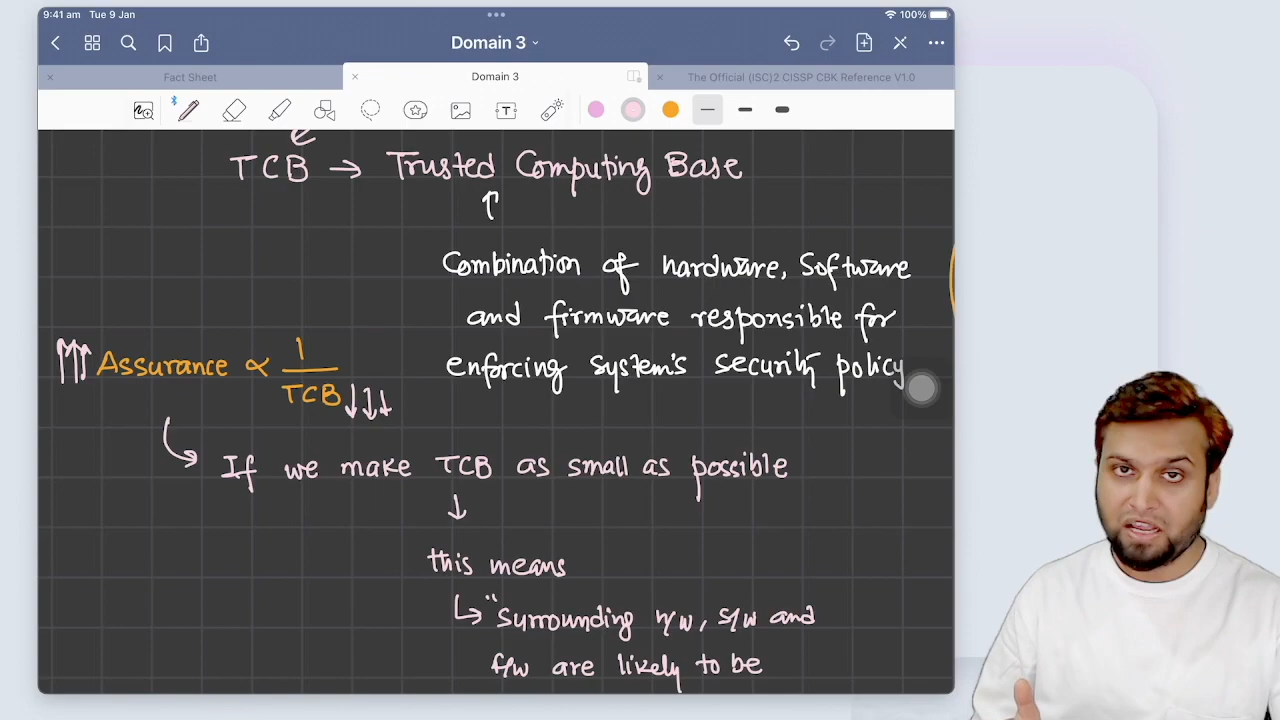 9:41 am Tue 9 Jan
100%
Domain 3
Fact Sheet
Domain 3
The Official (ISC)2 CISSP CBK Reference V1.0
TCB → Trusted Computing Base
↑
Combination of hardware, Software
and firmware responsible for
enforcing system's security policy
↑↑↑ Assurance ∝ 1
TCB ↓↓↓
If we make TCB as small as possible
↓
this means
↳ "Surrounding h/w, s/w and
f/w are likely to be